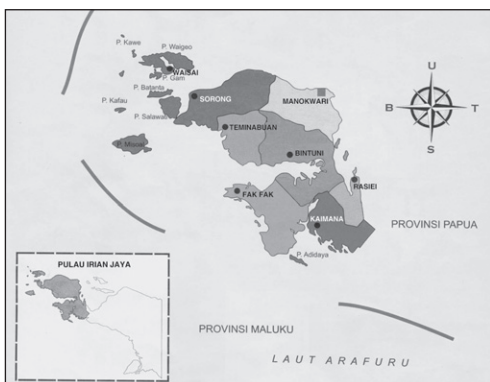 P. Kawe
P. Waigeo
WAISAI
P. Gam
P. Batanta
SORONG
P. Kafau
P. Salawati
MANOKWARI
TEMINABUAN
P. Misool
BINTUNI
RASIEI
FAK FAK
KAIMANA
P. Adidaya
U
B
T
S
PROVINSI PAPUA
PULAU IRIAN JAYA
PROVINSI MALUKU
LAUT ARAFURU